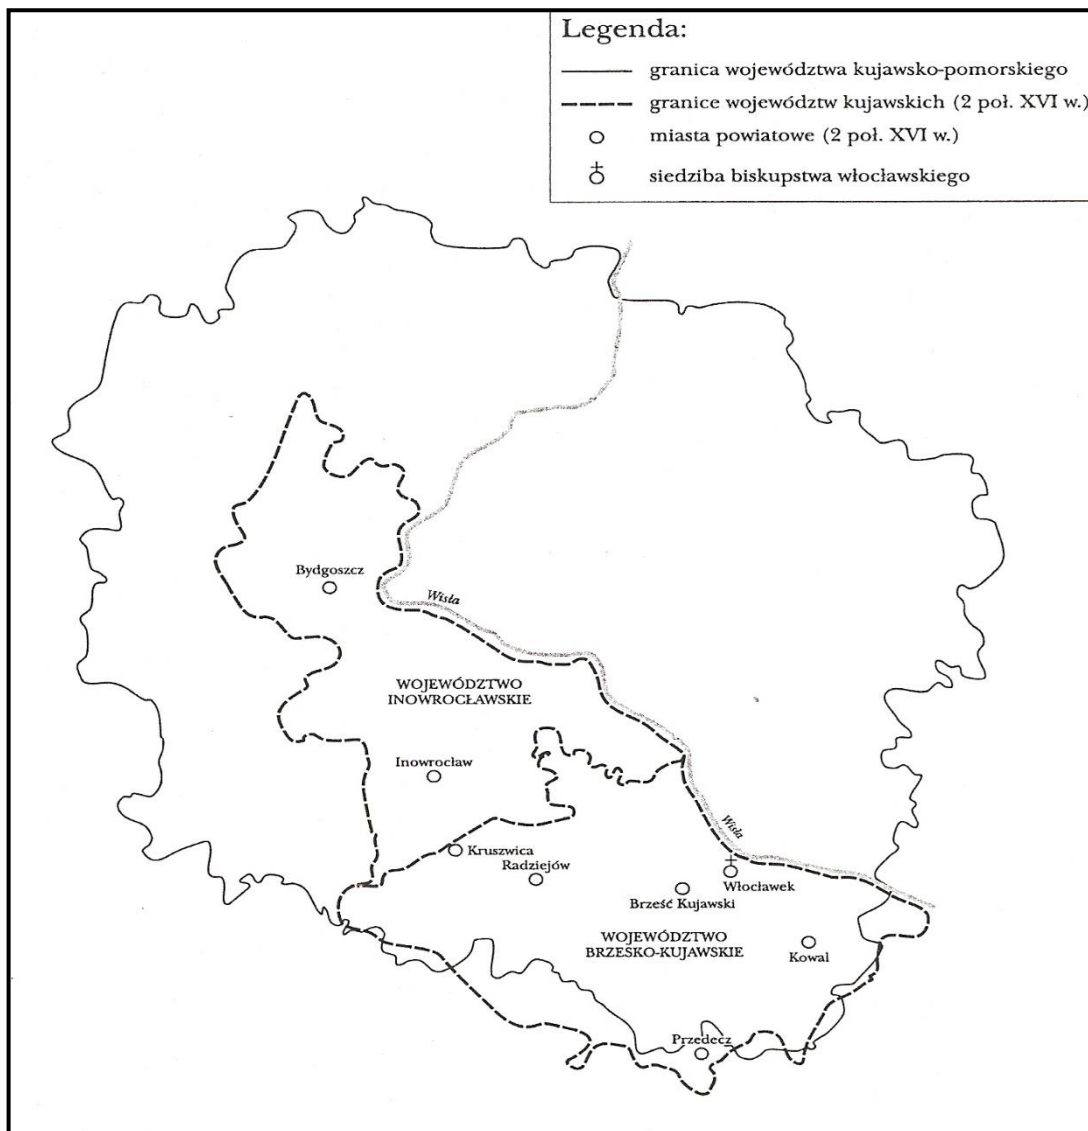 Legenda:
granica województwa kujawsko-pomorskiego
granice województw kujawskich (2 poł. XVI w.)
miasta powiatowe (2 poł. XVI w.)
siedziba biskupstwa włocławskiego
Bydgoszcz
Wisła
WOJEWÓDZTWO
INOWROCŁAWSKIE
Inowrocław
Kruszwica
Radziejów
Wisła
Włocławek
Brześć Kujawski
WOJEWÓDZTWO
BRZESKO-KUJAWSKIE
Kowal
Przedecz